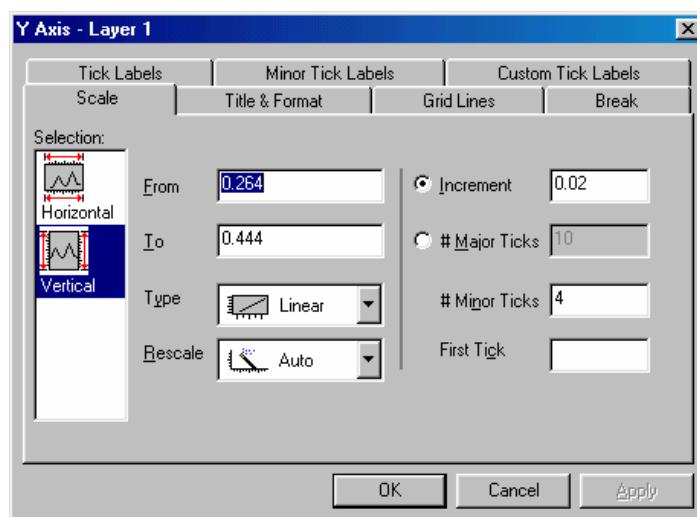 Y Axis - Layer 1
Tick Labels
Minor Tick Labels
Custom Tick Labels
Scale
Title & Format
Grid Lines
Break
Selection:
Horizontal
Vertical
From 0.264
To 0.444
Type Linear
Rescale Auto
Increment 0.02
# Major Ticks 10
# Minor Ticks 4
First Tick
OK
Cancel
Apply